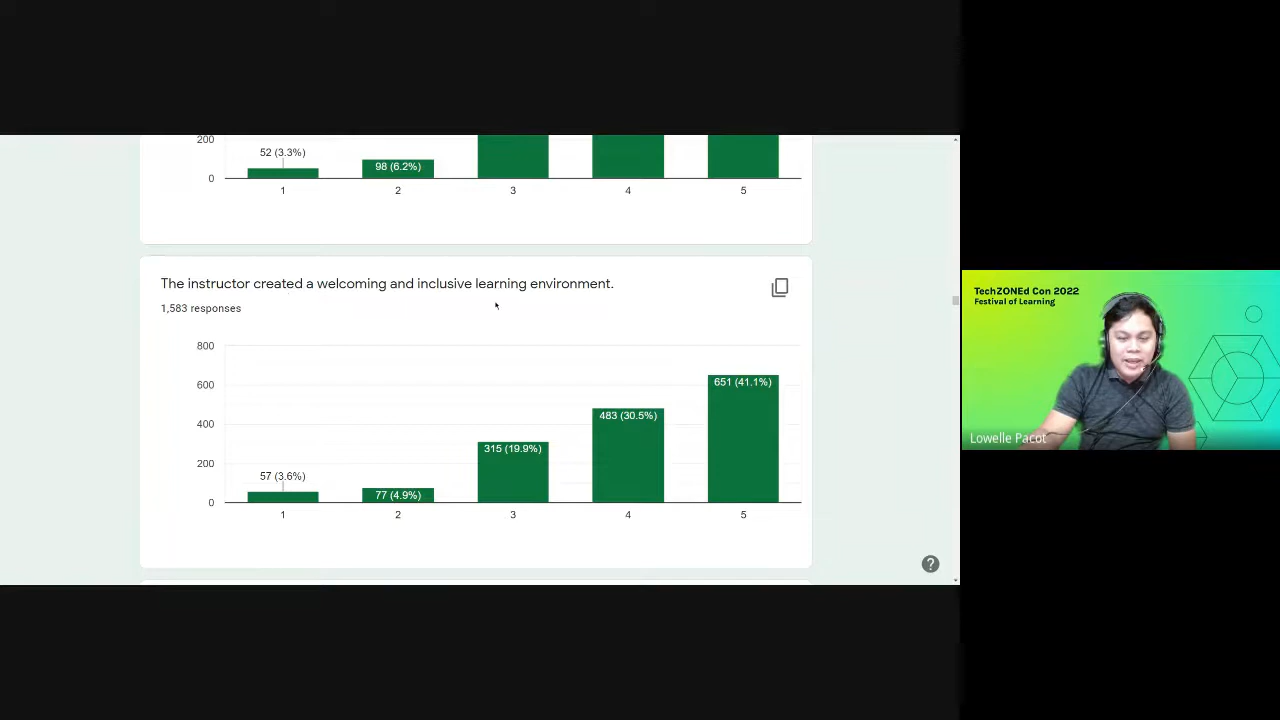 200
52 (3.3%)
98 (6.2%)
0
1 2 3 4 5
The instructor created a welcoming and inclusive learning environment.
1,583 responses
800
600
400
200
0
57 (3.6%)
77 (4.9%)
315 (19.9%)
483 (30.5%)
651 (41.1%)
1 2 3 4 5
?
TechZONEd Con 2022
Festival of Learning
Lowelle Pacot